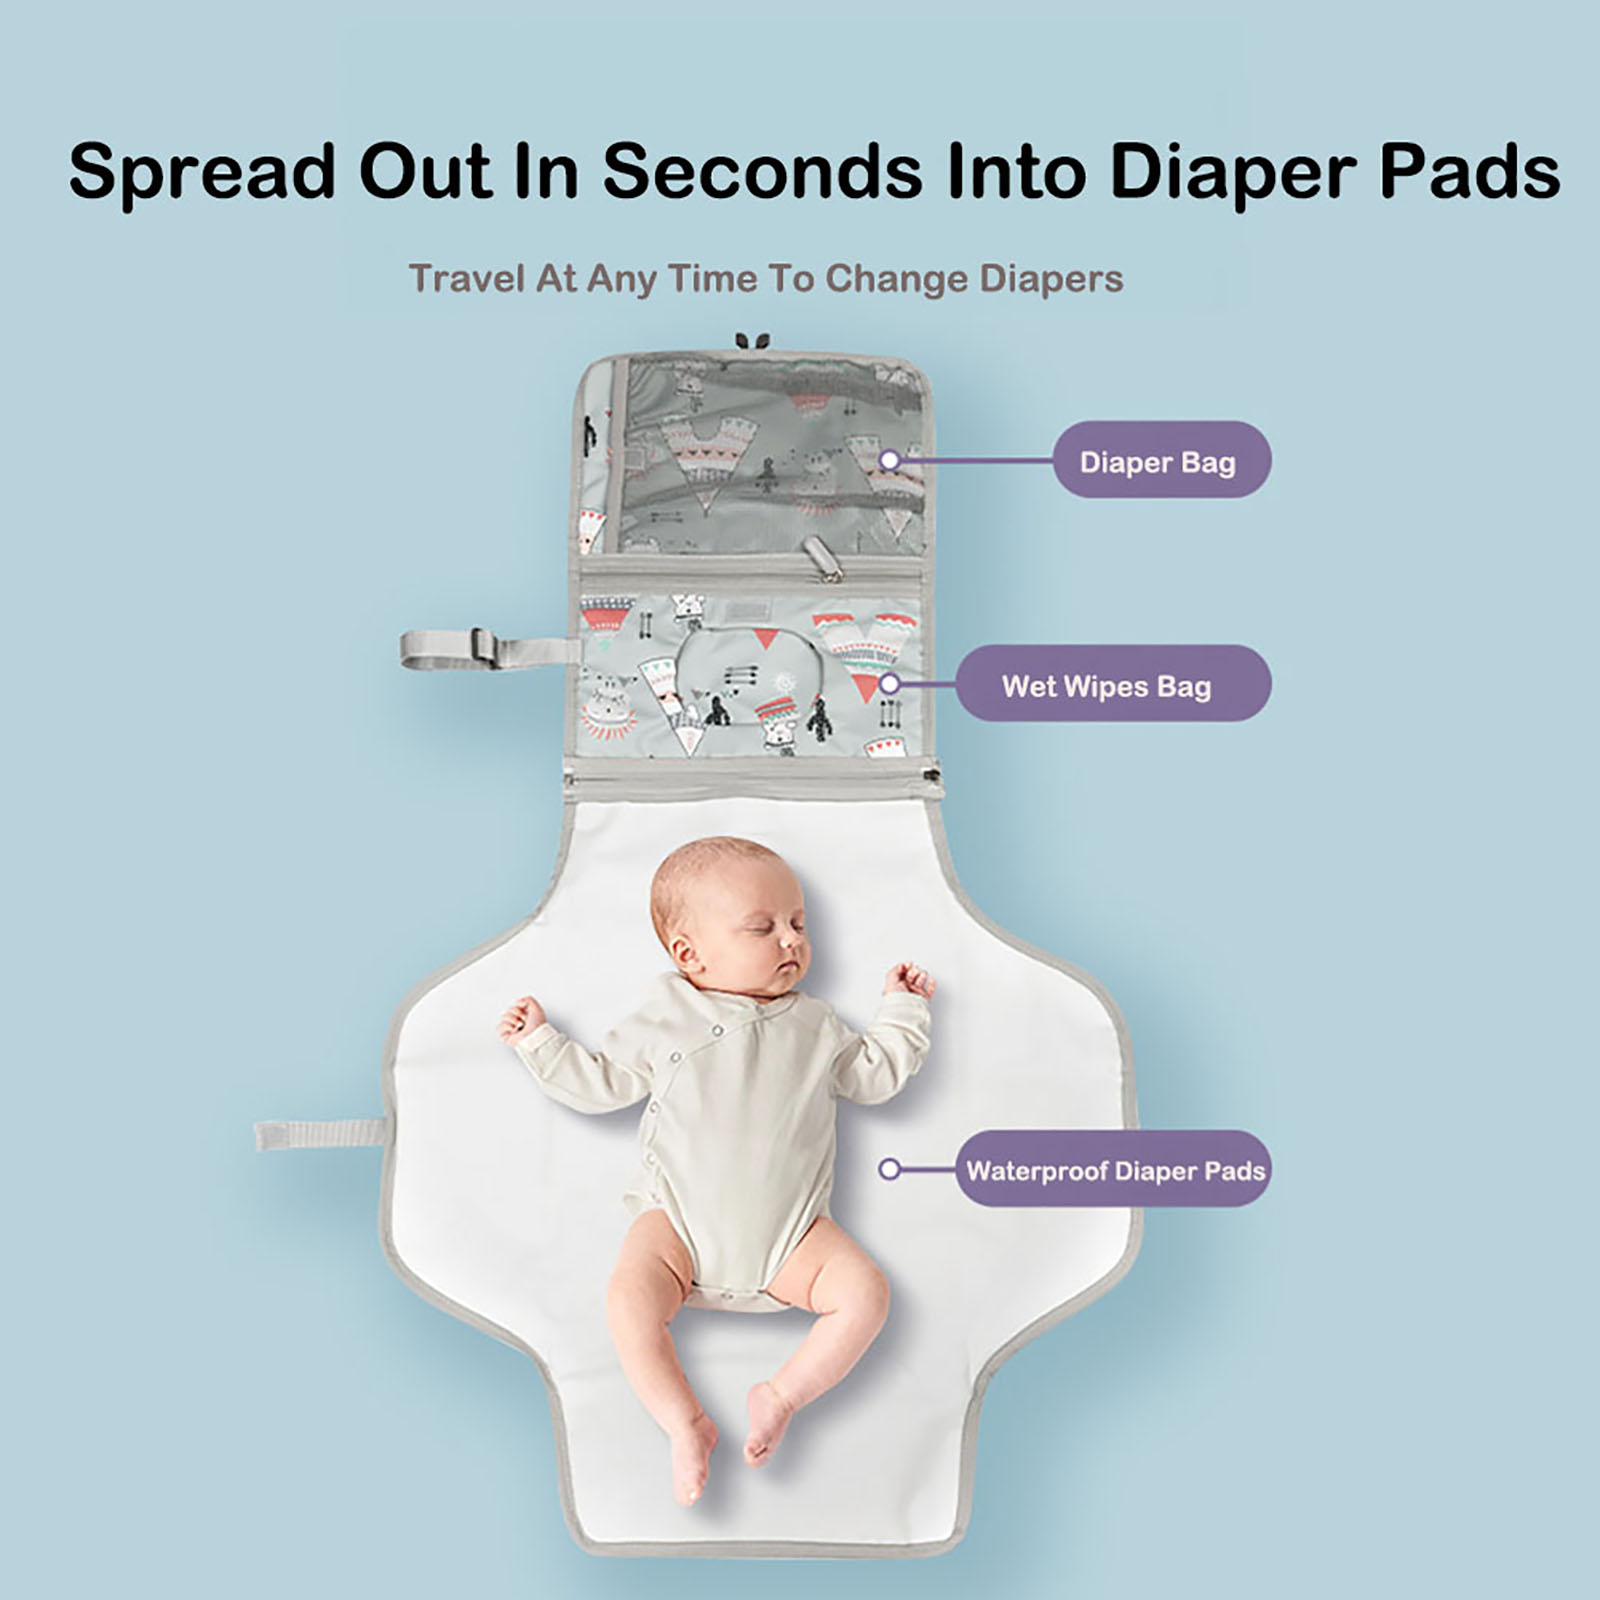 Spread Out In Seconds Into Diaper Pads
Travel At Any Time To Change Diapers
Diaper Bag
Wet Wipes Bag
Waterproof Diaper Pads